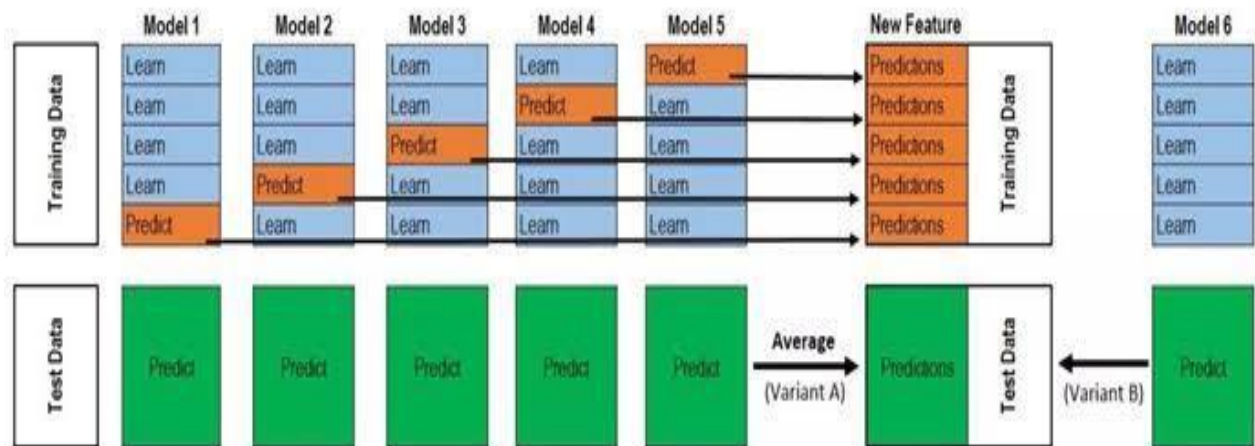 Model 1 Model 2 Model 3 Model 4 Model 5 New Feature Model 6
Training Data
Learn Learn Learn Learn Predict Predictions Learn
Learn Learn Learn Predict Learn Predictions Learn
Learn Learn Predict Learn Learn Predictions Learn
Learn Predict Learn Learn Learn Predictions Learn
Predict Learn Learn Learn Learn Predictions Learn
Training Data
Test Data
Predict Predict Predict Predict Predict
Average
(Variant A)
Predictions
Test Data
(Variant B)
Predict